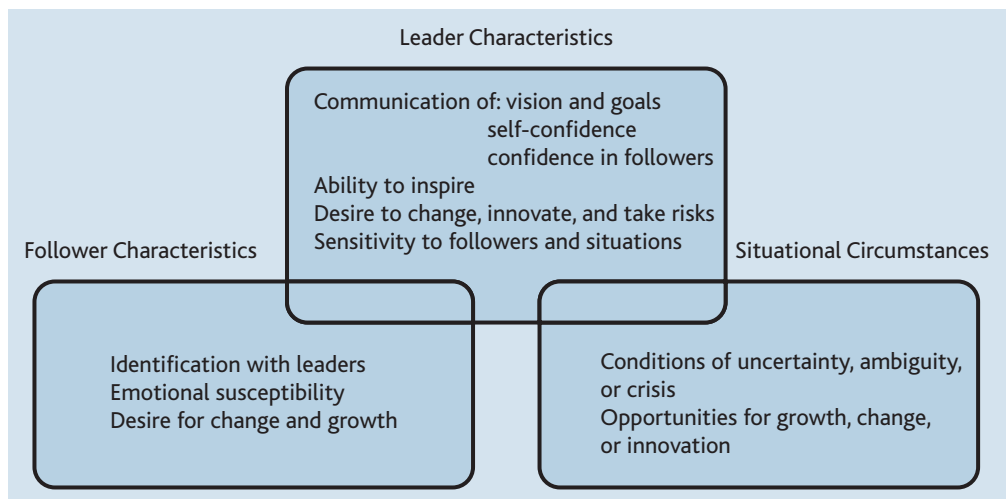 Leader Characteristics
Communication of: vision and goals
self-confidence
confidence in followers
Ability to inspire
Desire to change, innovate, and take risks
Sensitivity to followers and situations
Follower Characteristics
Identification with leaders
Emotional susceptibility
Desire for change and growth
Situational Circumstances
Conditions of uncertainty, ambiguity,
or crisis
Opportunities for growth, change,
or innovation